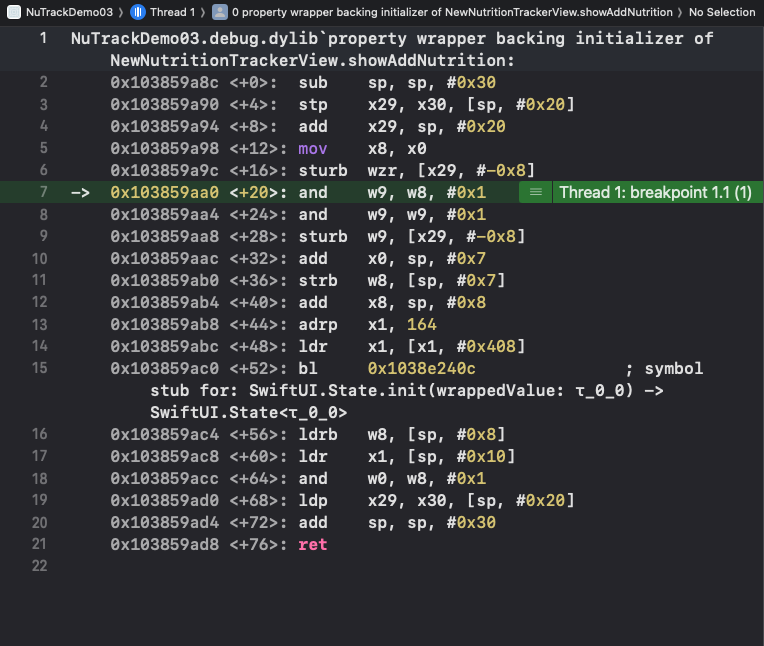 NuTrackDemo03 〉 Thread 1 〉 0 property wrapper backing initializer of NewNutritionTrackerView.showAddNutrition 〉 No Selection
1 NuTrackDemo03.debug.dylib`property wrapper backing initializer of
NewNutritionTrackerView.showAddNutrition:
2 0x103859a8c <+0>: sub sp, sp, #0x30
3 0x103859a90 <+4>: stp x29, x30, [sp, #0x20]
4 0x103859a94 <+8>: add x29, sp, #0x20
5 0x103859a98 <+12>: mov x8, x0
6 0x103859a9c <+16>: sturb wzr, [x29, #-0x8]
7 -> 0x103859aa0 <+20>: and w9, w8, #0x1 Thread 1: breakpoint 1.1 (1)
8 0x103859aa4 <+24>: and w9, w9, #0x1
9 0x103859aa8 <+28>: sturb w9, [x29, #-0x8]
10 0x103859aac <+32>: add x0, sp, #0x7
11 0x103859ab0 <+36>: strb w8, [sp, #0x7]
12 0x103859ab4 <+40>: add x8, sp, #0x8
13 0x103859ab8 <+44>: adrp x1, 164
14 0x103859abc <+48>: ldr x1, [x1, #0x408]
15 0x103859ac0 <+52>: bl 0x1038e240c ; symbol
stub for: SwiftUI.State.init(wrappedValue: τ_0_0) ->
SwiftUI.State<τ_0_0>
16 0x103859ac4 <+56>: ldrb w8, [sp, #0x8]
17 0x103859ac8 <+60>: ldr x1, [sp, #0x10]
18 0x103859acc <+64>: and w0, w8, #0x1
19 0x103859ad0 <+68>: ldp x29, x30, [sp, #0x20]
20 0x103859ad4 <+72>: add sp, sp, #0x30
21 0x103859ad8 <+76>: ret
22